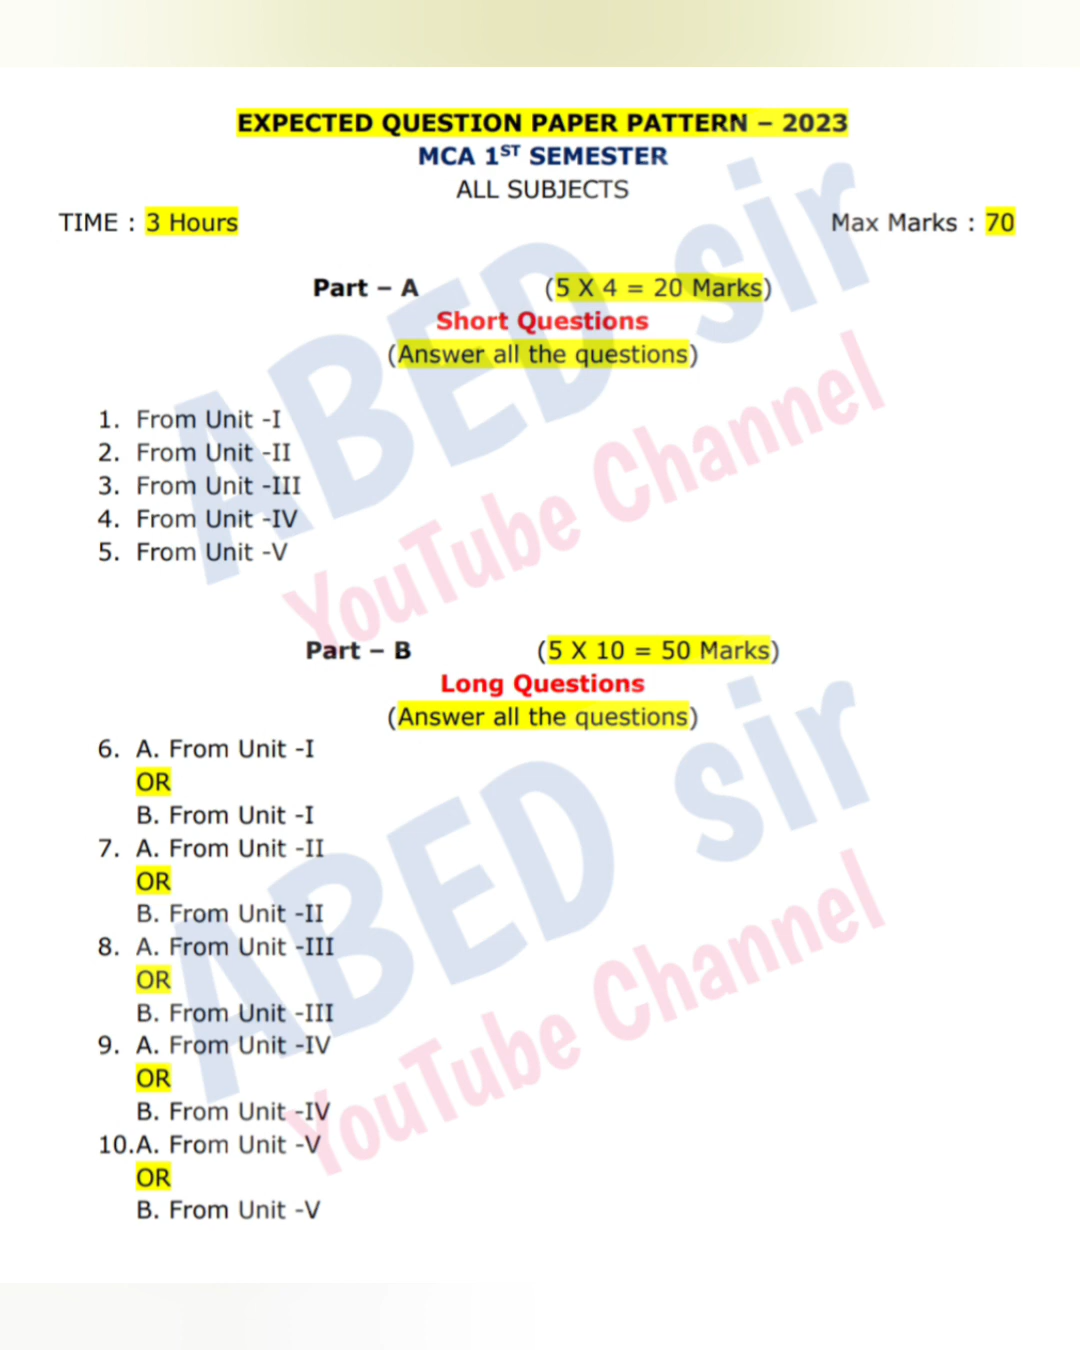 EXPECTED QUESTION PAPER PATTERN – 2023
MCA 1ST SEMESTER
ALL SUBJECTS
TIME : 3 Hours Max Marks : 70
Part – A (5 X 4 = 20 Marks)
Short Questions
(Answer all the questions)
1. From Unit -I
2. From Unit -II
3. From Unit -III
4. From Unit -IV
5. From Unit -V
ABED sir
YouTube Channel
Part – B (5 X 10 = 50 Marks)
Long Questions
(Answer all the questions)
6. A. From Unit -I
OR
B. From Unit -I
7. A. From Unit -II
OR
B. From Unit -II
8. A. From Unit -III
OR
B. From Unit -III
9. A. From Unit -IV
OR
B. From Unit -IV
10.A. From Unit -V
OR
B. From Unit -V
ABED sir
YouTube Channel